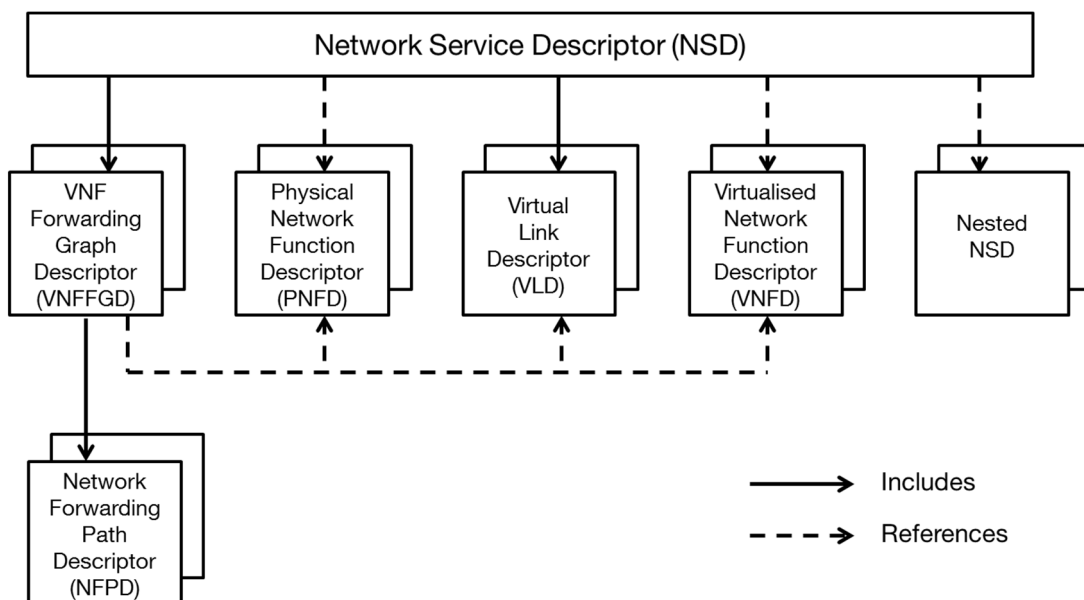 Network Service Descriptor (NSD)
VNF
Forwarding
Graph
Descriptor
(VNFFGD)
Physical
Network
Function
Descriptor
(PNFD)
Virtual
Link
Descriptor
(VLD)
Virtualised
Network
Function
Descriptor
(VNFD)
Nested
NSD
Network
Forwarding
Path
Descriptor
(NFPD)
Includes
References